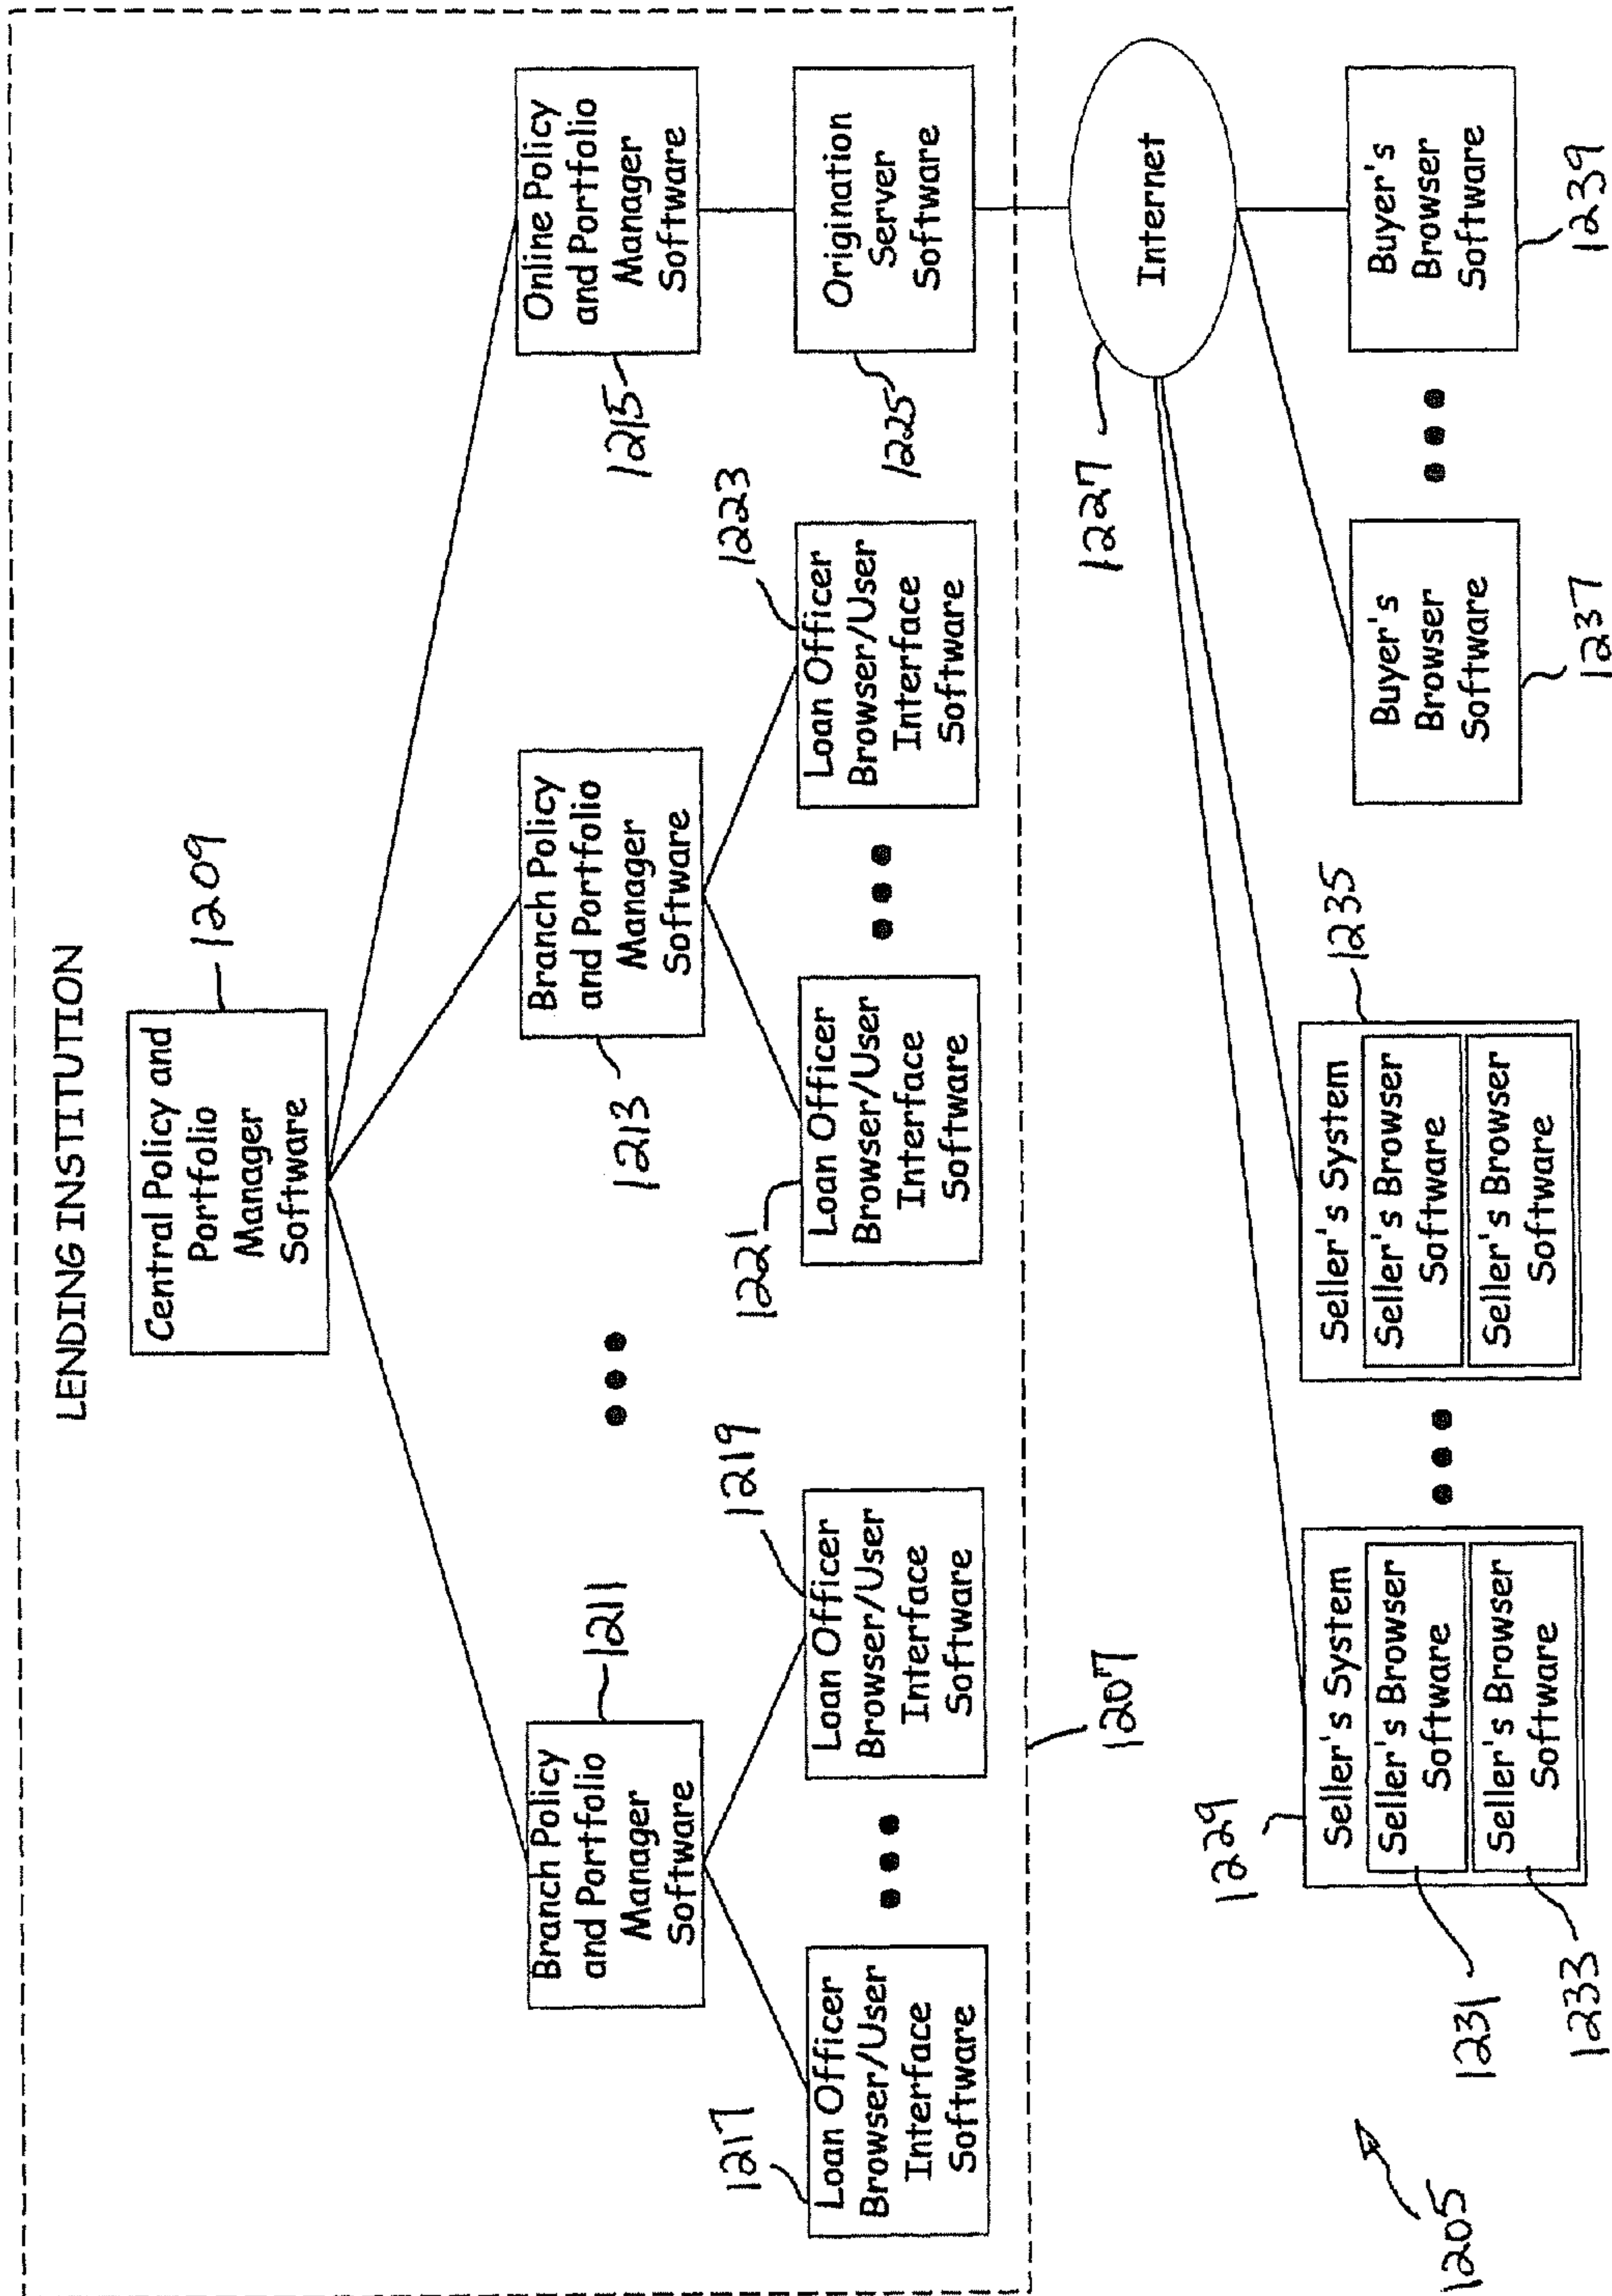 LENDING INSTITUTION
Central Policy and
Portfolio
Manager
Software
1209
Branch Policy
and Portfolio
Manager
Software
1211
Branch Policy
and Portfolio
Manager
Software
1213
Online Policy
and Portfolio
Manager
Software
1215
1217
Loan Officer
Browser/User
Interface
Software
1219
Loan Officer
Browser/User
Interface
Software
1221
Loan Officer
Browser/User
Interface
Software
1223
Loan Officer
Browser/User
Interface
Software
Origination
Server
Software
1225
1207
1227
Internet
1229
Seller's System
Seller's Browser
Software
Seller's Browser
Software
1231
1233
1235
Seller's System
Seller's Browser
Software
Seller's Browser
Software
Buyer's
Browser
Software
1237
Buyer's
Browser
Software
1239
1205